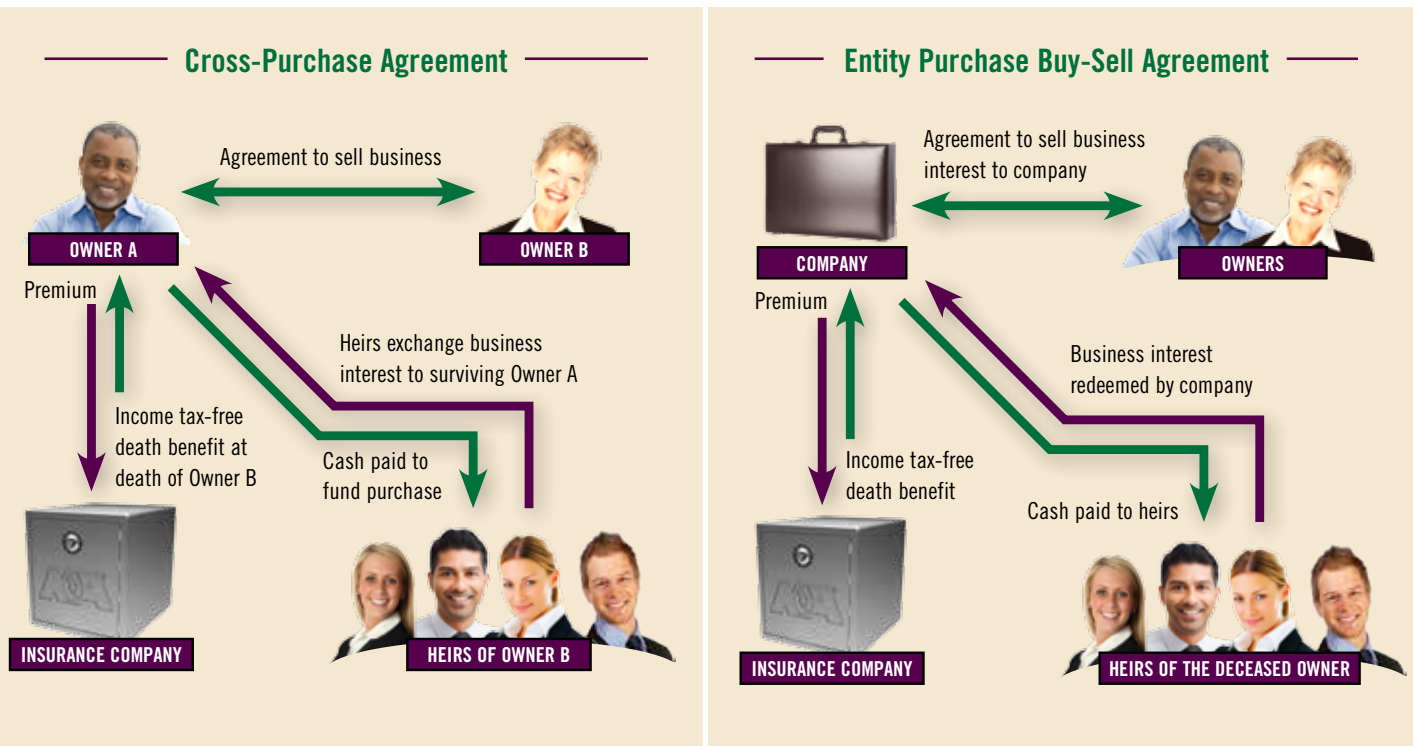 Cross-Purchase Agreement
Agreement to sell business
OWNER A
OWNER B
Premium
Heirs exchange business
interest to surviving Owner A
Income tax-free
death benefit at
death of Owner B
Cash paid to
fund purchase
INSURANCE COMPANY
HEIRS OF OWNER B
Entity Purchase Buy-Sell Agreement
Agreement to sell business
interest to company
COMPANY
OWNERS
Premium
Business interest
redeemed by company
Income tax-free
death benefit
Cash paid to heirs
INSURANCE COMPANY
HEIRS OF THE DECEASED OWNER